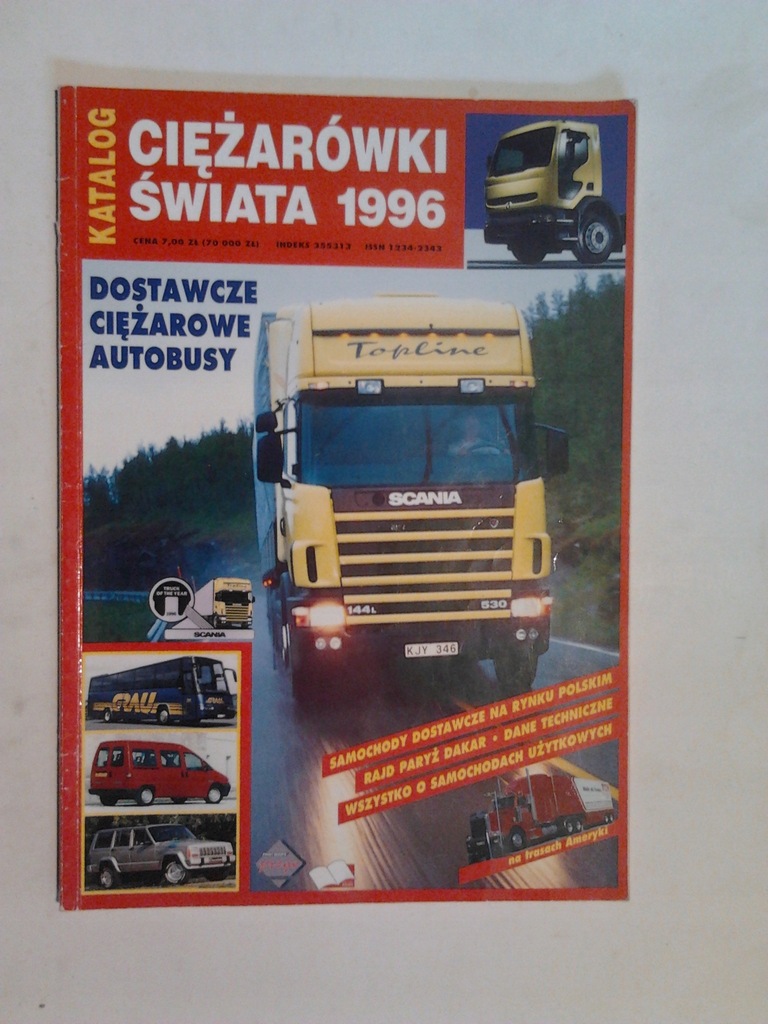 KATALOG
CIĘŻARÓWKI
ŚWIATA 1996
CENA 7,00 ZŁ (70 000 ZŁ) INDEKS 355313 ISSN 1234-2343
DOSTAWCZE
CIĘŻAROWE
AUTOBUSY
Topline
SCANIA
144L 530
KJY 346
TRUCK
OF THE YEAR
SCANIA
GRAU
SAMOCHODY DOSTAWCZE NA RYNKU POLSKIM
RAJD PARYŻ DAKAR • DANE TECHNICZNE
WSZYSTKO O SAMOCHODACH UŻYTKOWYCH
na trasach Ameryki